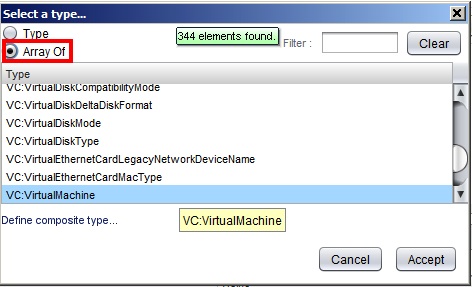 Select a type...
Type
Array Of
344 elements found.
Filter :
Clear
Type
VC:VirtualDiskCompatibilityMode
VC:VirtualDiskDeltaDiskFormat
VC:VirtualDiskMode
VC:VirtualDiskType
VC:VirtualEthernetCardLegacyNetworkDeviceName
VC:VirtualEthernetCardMacType
VC:VirtualMachine
Define composite type...
VC:VirtualMachine
Cancel
Accept